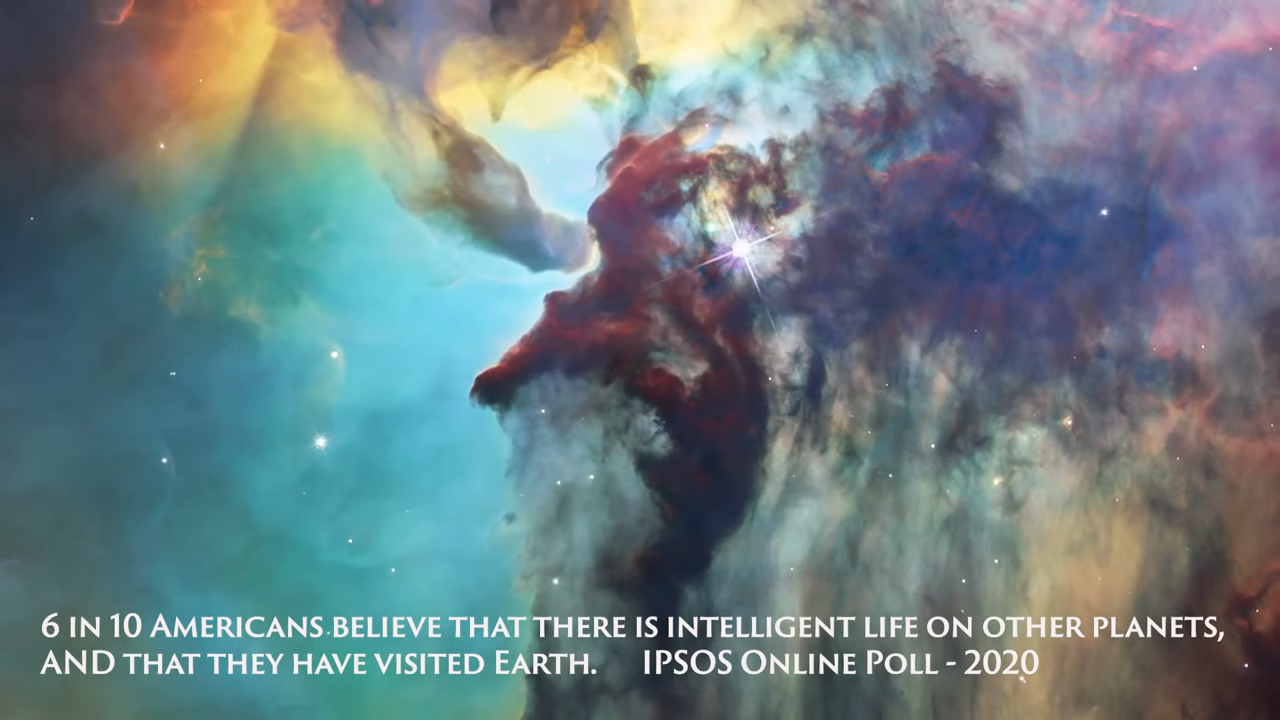 6 in 10 Americans believe that there is intelligent life on other planets,
AND that they have visited Earth. IPSOS Online Poll - 2020